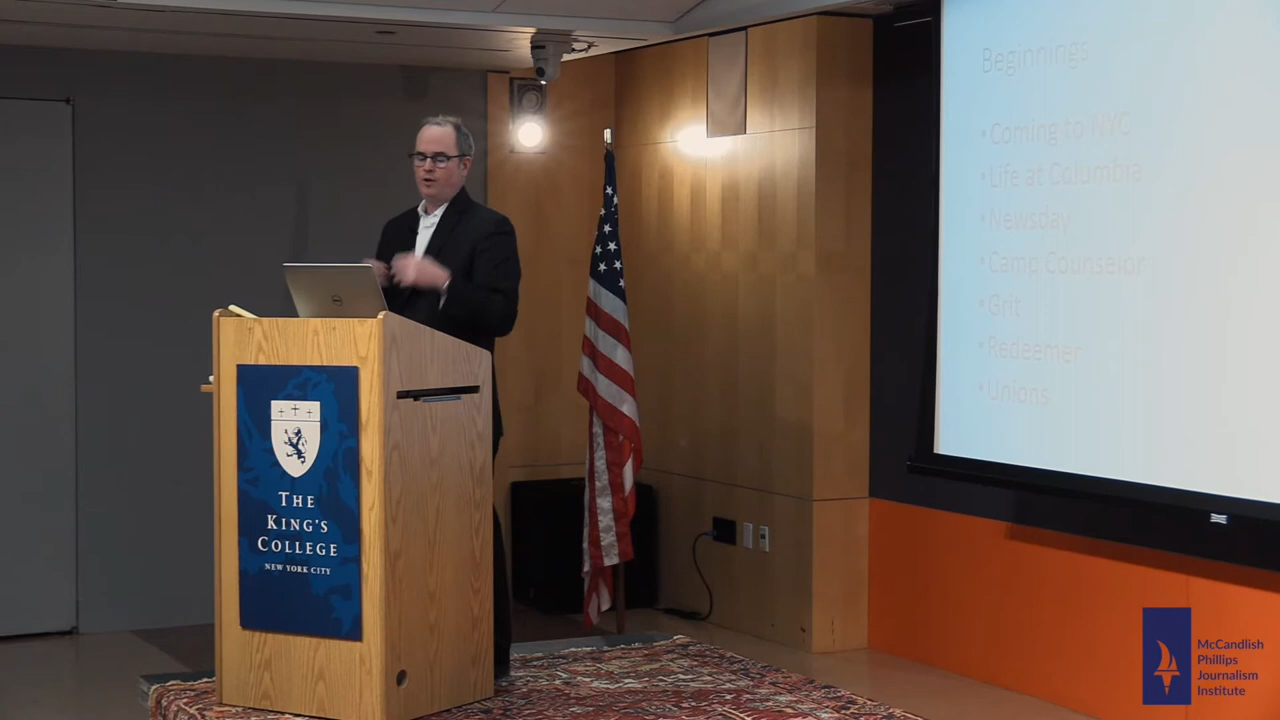 Beginnings
•Coming to NYC
•Life at Columbia
•Newsday
•Camp Counselor
•Grit
•Redeemer
•Unions
DELL
THE
KING'S
COLLEGE
NEW YORK CITY
McCandlish
Phillips
Journalism
Institute